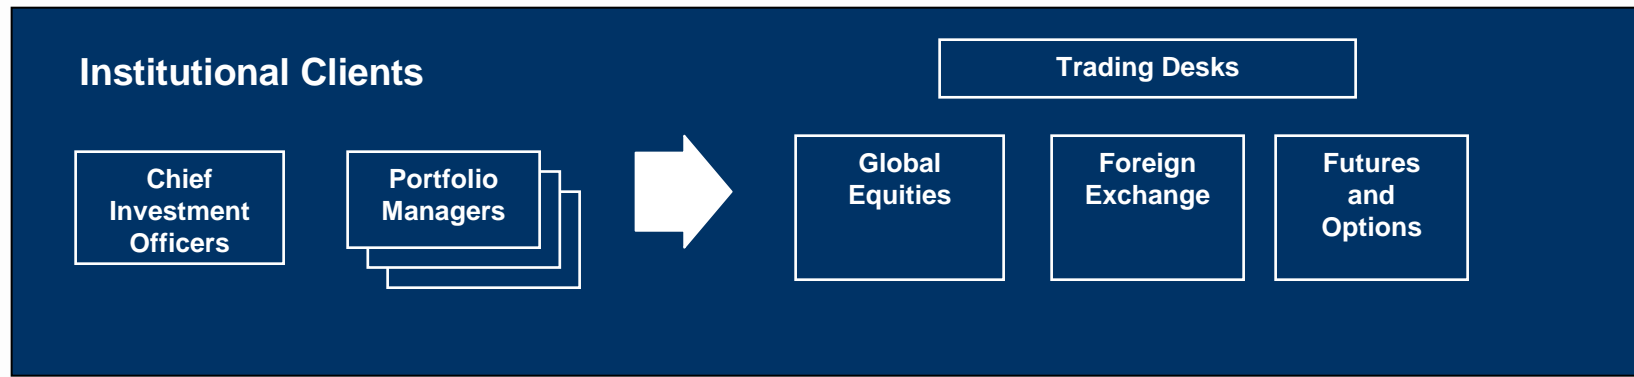 Institutional Clients
Trading Desks
Chief
Investment
Officers
Portfolio
Managers
Global
Equities
Foreign
Exchange
Futures
and
Options